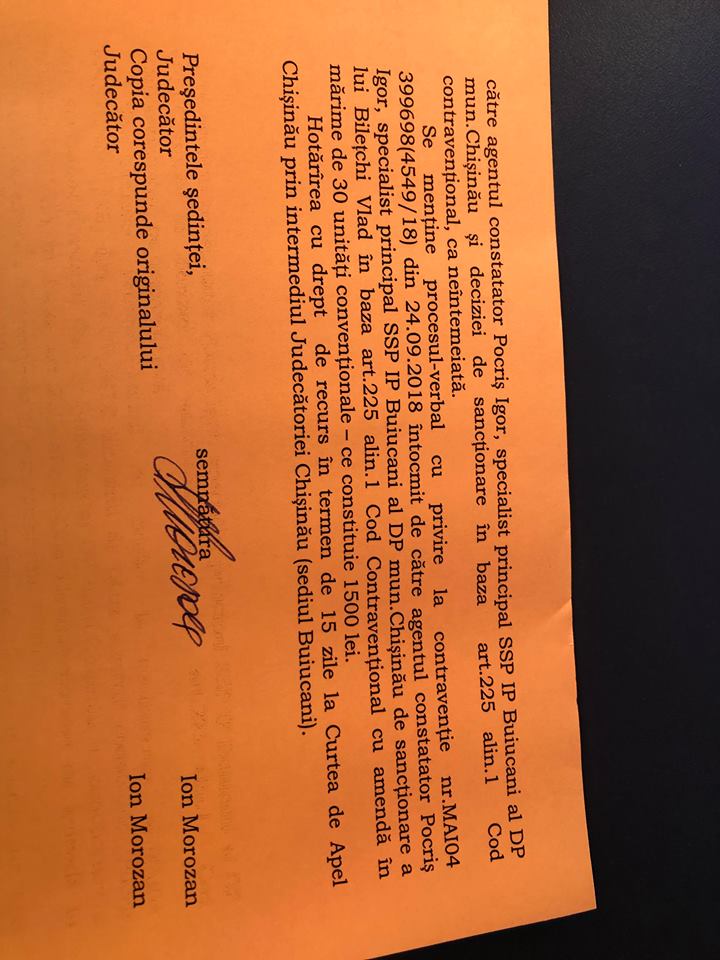 către agentul constatator Pocriș Igor, specialist principal SSP IP Buiucani al DP
mun.Chișinău și deciziei de sancționare în baza art.225 alin.1 Cod
contravențional, ca neîntemeiată.
Se menține procesul-verbal cu privire la contravenție nr.MAI04
399698(4549/18) din 24.09.2018 întocmit de către agentul constatator Pocriș
Igor, specialist principal SSP IP Buiucani al DP mun.Chișinău de sancționare a
lui Bilețchi Vlad în baza art.225 alin.1 Cod Contravențional cu amendă în
mărime de 30 unități convenționale – ce constituie 1500 lei.
Hotărîrea cu drept de recurs în termen de 15 zile la Curtea de Apel
Chișinău prin intermediul Judecătoriei Chișinău (sediul Buiucani).
Președintele ședinței, semnătura
Judecător Ion Morozan
Copia corespunde originalului
Judecător Ion Morozan